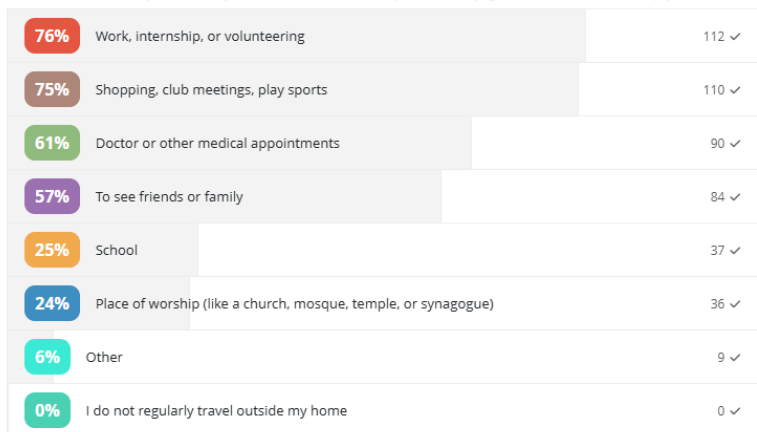 76% Work, internship, or volunteering 112 ✓
75% Shopping, club meetings, play sports 110 ✓
61% Doctor or other medical appointments 90 ✓
57% To see friends or family 84 ✓
25% School 37 ✓
24% Place of worship (like a church, mosque, temple, or synagogue) 36 ✓
6% Other 9 ✓
0% I do not regularly travel outside my home 0 ✓